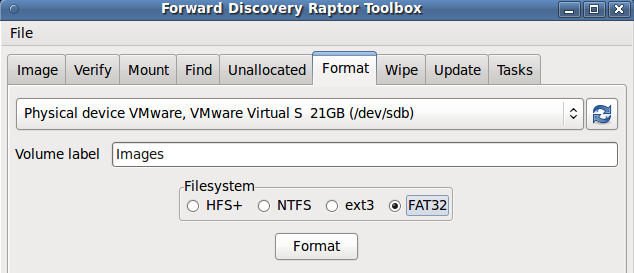 Forward Discovery Raptor Toolbox
File
Image Verify Mount Find Unallocated Format Wipe Update Tasks
Physical device VMware, VMware Virtual S  21GB (/dev/sdb)
Volume label Images
Filesystem
HFS+ NTFS ext3 FAT32
Format